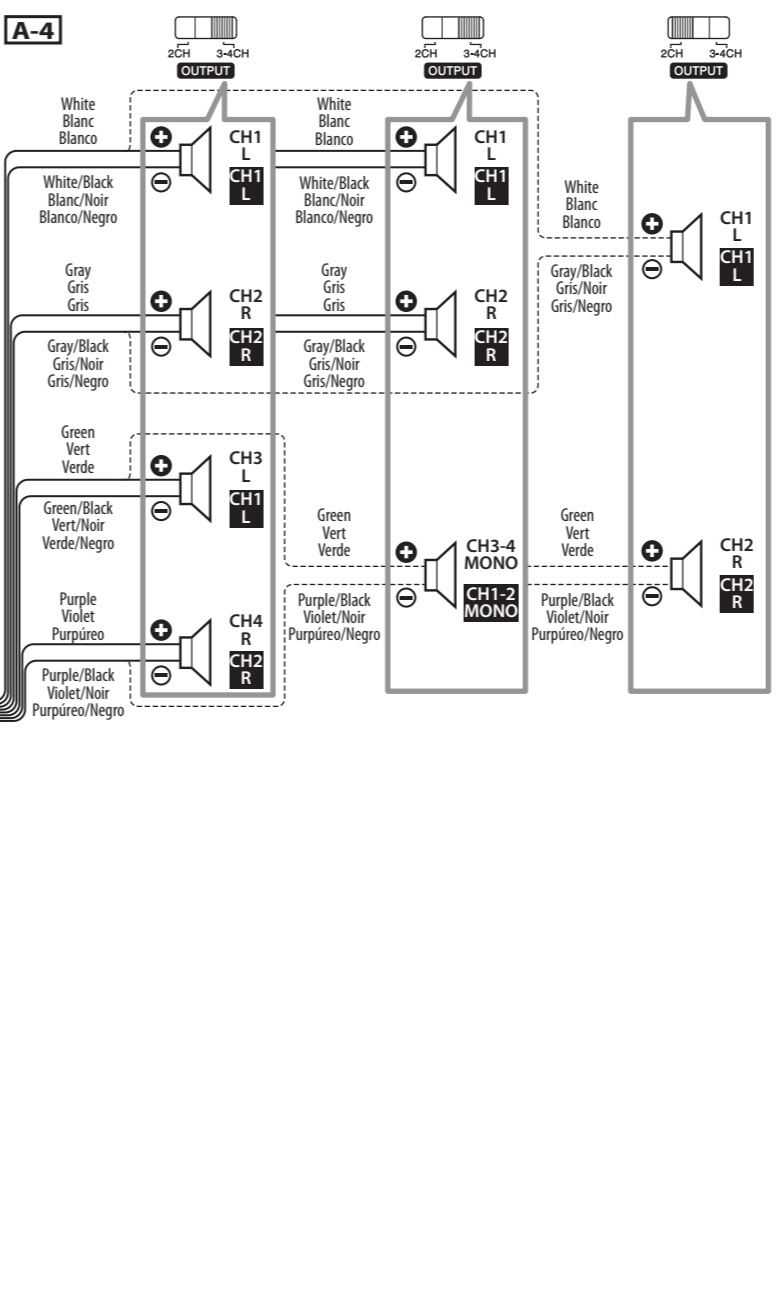 A-4
2CH 3-4CH
OUTPUT
2CH 3-4CH
OUTPUT
2CH 3-4CH
OUTPUT
White
Blanc
Blanco
CH1
L
CH1
L
White/Black
Blanc/Noir
Blanco/Negro
Gray
Gris
Gris
CH2
R
CH2
R
Gray/Black
Gris/Noir
Gris/Negro
Green
Vert
Verde
CH3
L
CH1
L
Green/Black
Vert/Noir
Verde/Negro
Purple
Violet
Purpúreo
CH4
R
CH2
R
Purple/Black
Violet/Noir
Purpúreo/Negro
White
Blanc
Blanco
CH1
L
CH1
L
White/Black
Blanc/Noir
Blanco/Negro
Gray
Gris
Gris
CH2
R
CH2
R
Gray/Black
Gris/Noir
Gris/Negro
Green
Vert
Verde
CH3-4
MONO
CH1-2
MONO
Purple/Black
Violet/Noir
Purpúreo/Negro
White
Blanc
Blanco
CH1
L
CH1
L
Gray/Black
Gris/Noir
Gris/Negro
Green
Vert
Verde
CH2
R
CH2
R
Purple/Black
Violet/Noir
Purpúreo/Negro